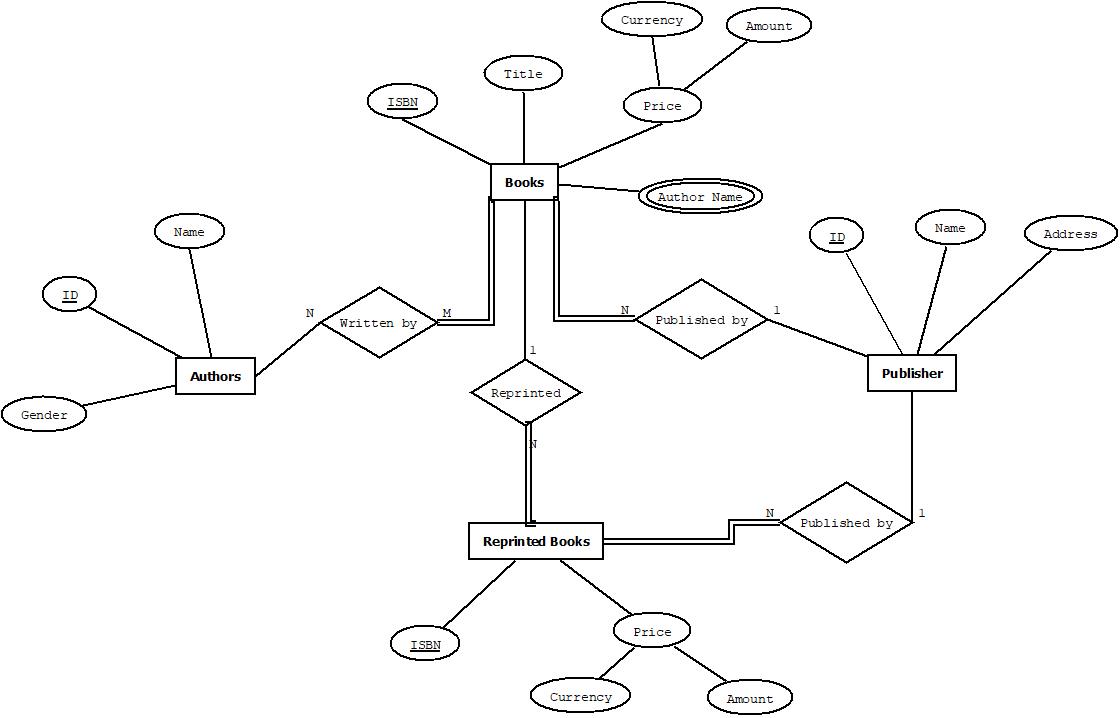 Currency
Amount
Title
ISBN
Price
Books
Author Name
Name
ID
Name
Address
ID
N
Written by
M
N
Published by
1
1
Authors
Publisher
Reprinted
Gender
N
N
1
Published by
Reprinted Books
ISBN
Price
Currency
Amount